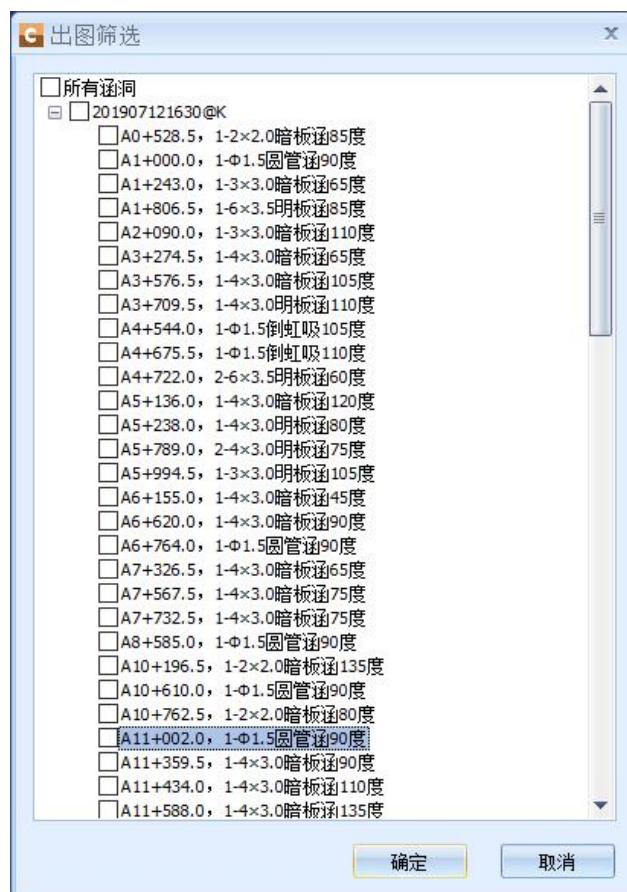 出图筛选
所有涵洞
201907121630@K
A0+528.5，1-2×2.0暗板涵85度
A1+000.0，1-Φ1.5圆管涵90度
A1+243.0，1-3×3.0暗板涵65度
A1+806.5，1-6×3.5明板涵85度
A2+090.0，1-3×3.0暗板涵110度
A3+274.5，1-4×3.0暗板涵65度
A3+576.5，1-4×3.0暗板涵105度
A3+709.5，1-4×3.0明板涵110度
A4+544.0，1-Φ1.5倒虹吸105度
A4+675.5，1-Φ1.5倒虹吸110度
A4+722.0，2-6×3.5明板涵60度
A5+136.0，1-4×3.0暗板涵120度
A5+238.0，1-4×3.0明板涵80度
A5+789.0，2-4×3.0明板涵75度
A5+994.5，1-3×3.0明板涵105度
A6+155.0，1-4×3.0暗板涵45度
A6+620.0，1-4×3.0暗板涵90度
A6+764.0，1-Φ1.5圆管涵90度
A7+326.5，1-4×3.0暗板涵65度
A7+567.5，1-4×3.0暗板涵75度
A7+732.5，1-4×3.0暗板涵75度
A8+585.0，1-Φ1.5圆管涵90度
A10+196.5，1-2×2.0暗板涵135度
A10+610.0，1-Φ1.5圆管涵90度
A10+762.5，1-2×2.0暗板涵80度
A11+002.0，1-Φ1.5圆管涵90度
A11+359.5，1-4×3.0暗板涵90度
A11+434.0，1-4×3.0暗板涵110度
A11+588.0，1-4×3.0暗板涵135度
确定 取消